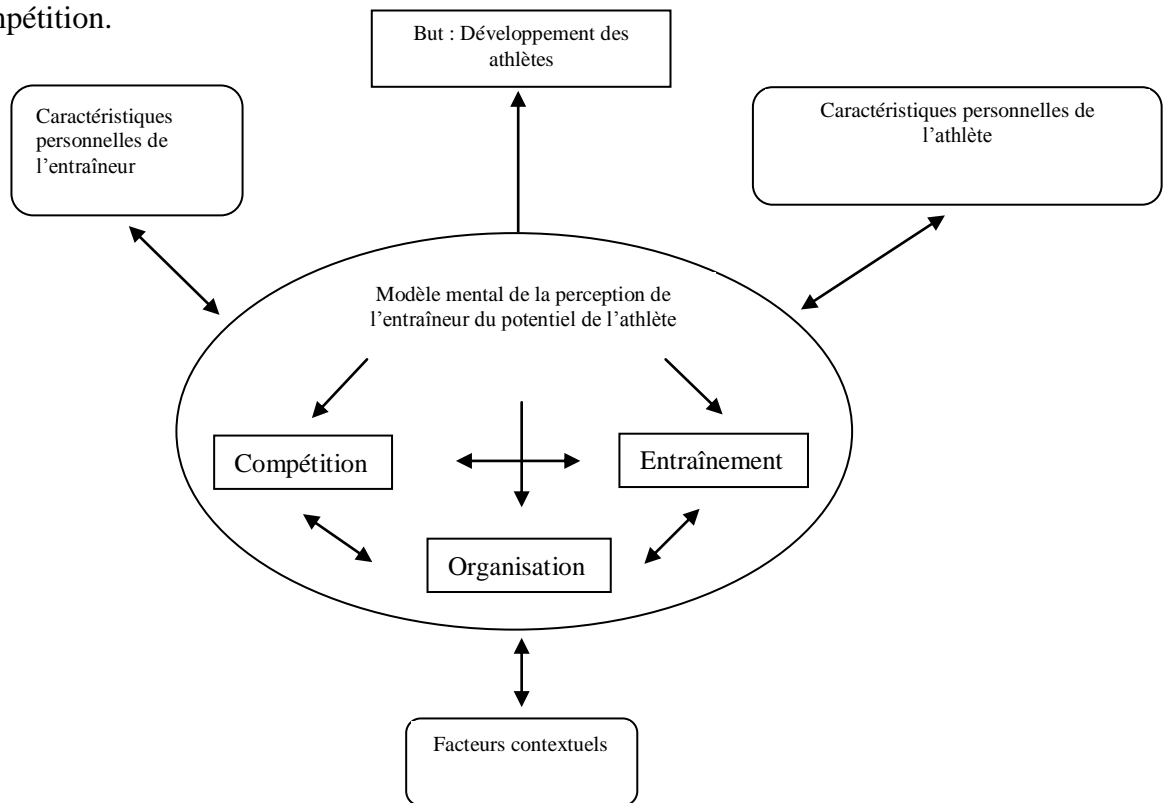 mpétition.
But : Développement des
athlètes
Caractéristiques
personnelles de
l’entraîneur
Caractéristiques personnelles de
l’athlète
Modèle mental de la perception de
l’entraîneur du potentiel de l’athlète
Compétition
Entraînement
Organisation
Facteurs contextuels